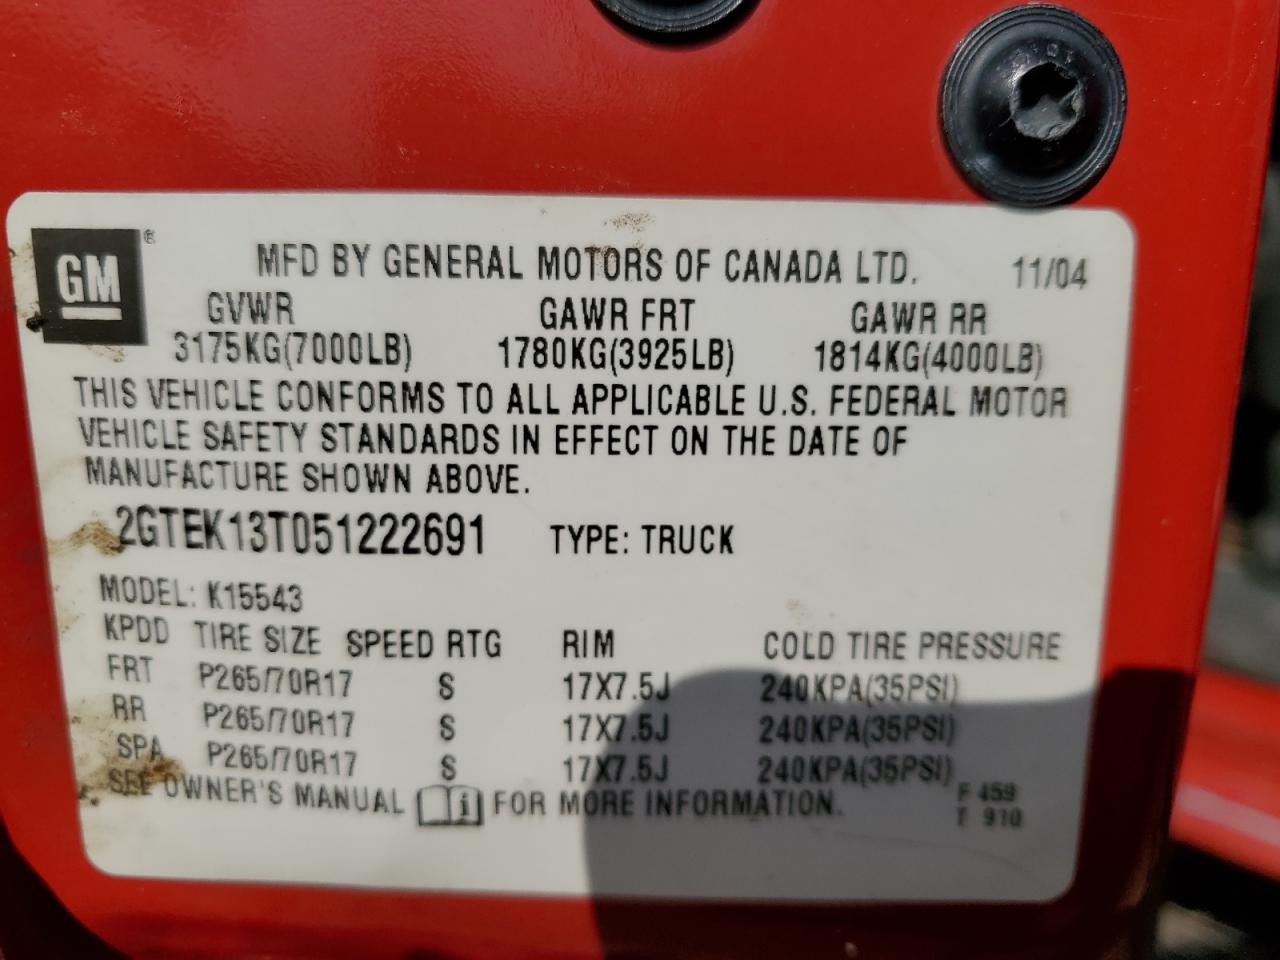 GM ®
MFD BY GENERAL MOTORS OF CANADA LTD. 11/04
GVWR GAWR FRT GAWR RR
3175KG(7000LB) 1780KG(3925LB) 1814KG(4000LB)
THIS VEHICLE CONFORMS TO ALL APPLICABLE U.S. FEDERAL MOTOR
VEHICLE SAFETY STANDARDS IN EFFECT ON THE DATE OF
MANUFACTURE SHOWN ABOVE.
2GTEK13T051222691 TYPE: TRUCK
MODEL: K15543
KPDD TIRE SIZE SPEED RTG RIM COLD TIRE PRESSURE
FRT P265/70R17 S 17X7.5J 240KPA(35PSI)
RR P265/70R17 S 17X7.5J 240KPA(35PSI)
SPA P265/70R17 S 17X7.5J 240KPA(35PSI)
SEE OWNER'S MANUAL i FOR MORE INFORMATION.
F 459
T 910